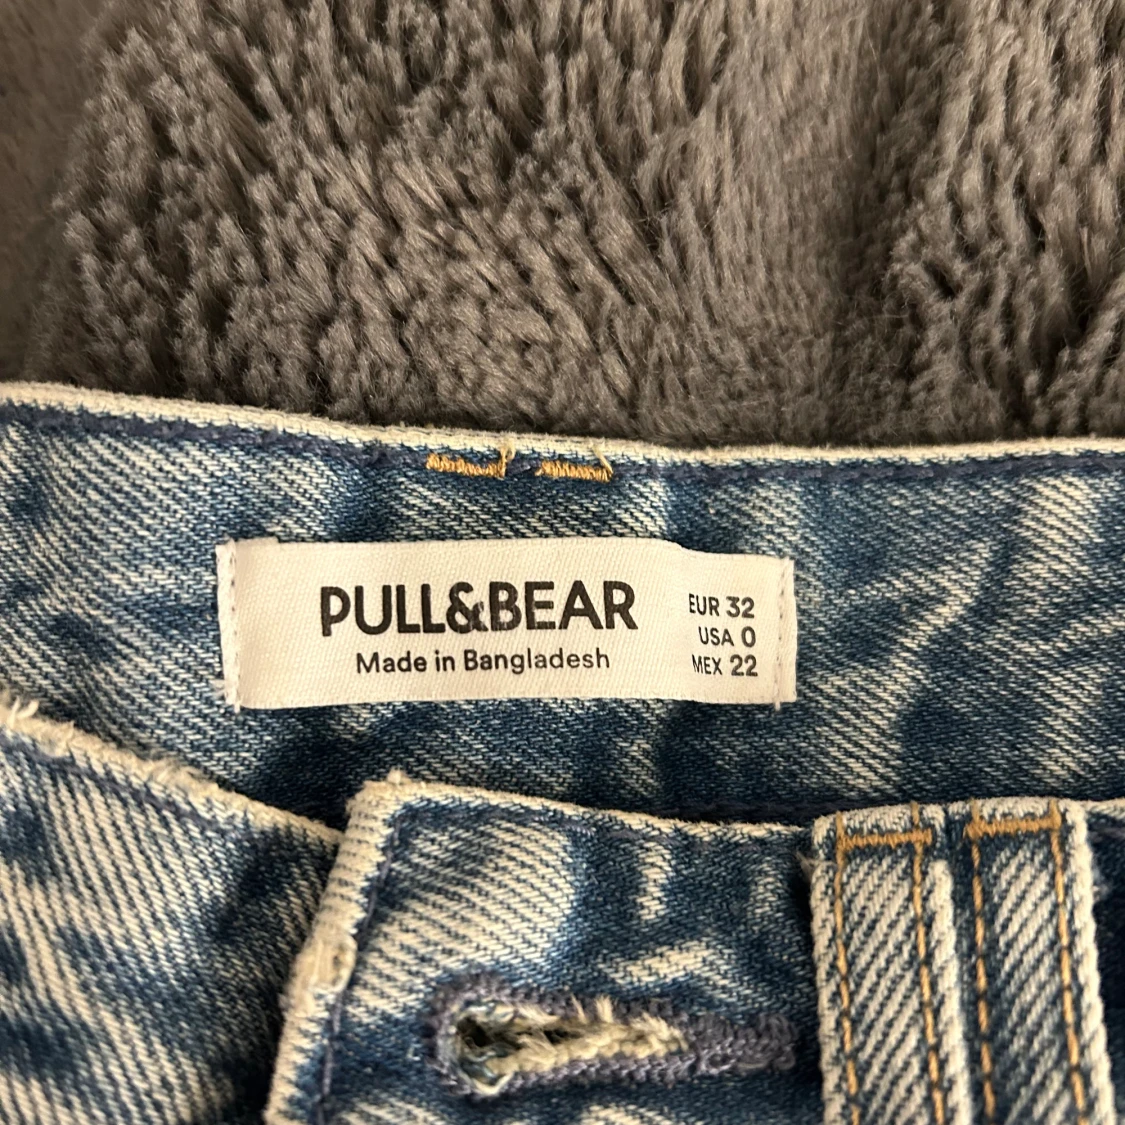 PULL&BEAR
Made in Bangladesh
EUR 32
USA 0
MEX 22